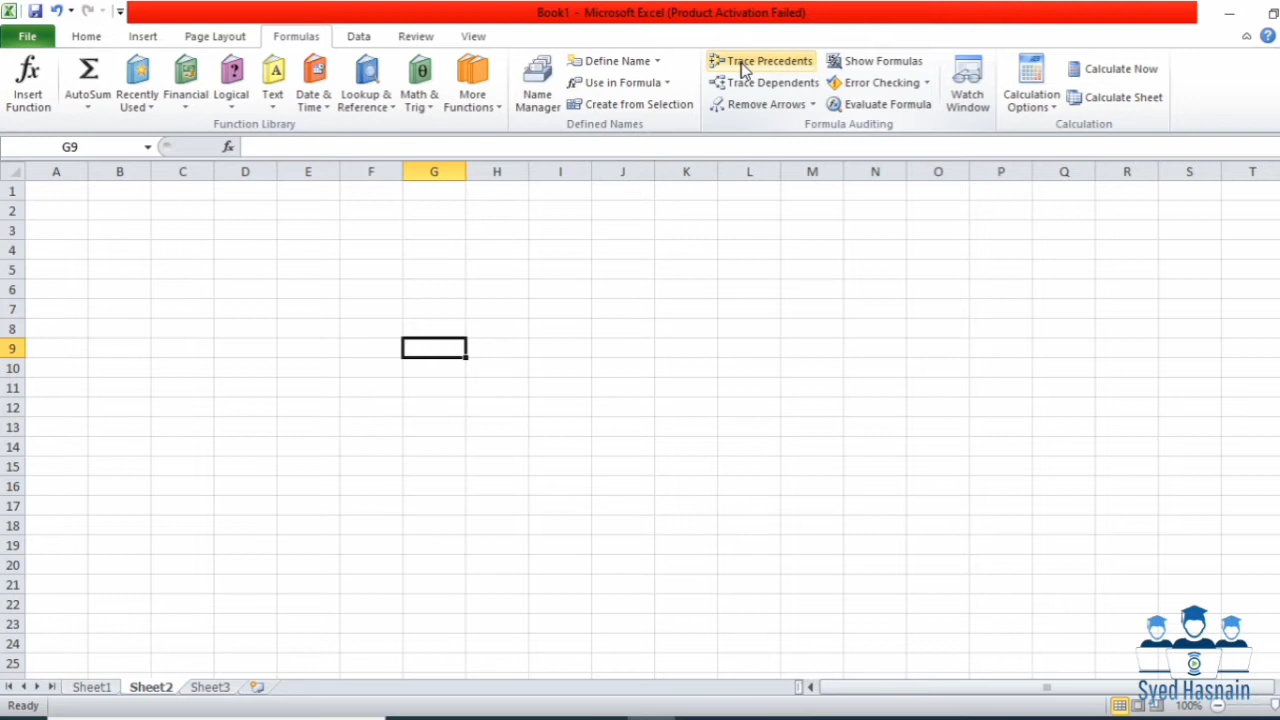 Book1 - Microsoft Excel (Product Activation Failed)
File Home Insert Page Layout Formulas Data Review View
Insert Function
AutoSum
Recently Used
Financial
Logical
Text
Date & Time
Lookup & Reference
Math & Trig
More Functions
Function Library
Name Manager
Define Name
Use in Formula
Create from Selection
Defined Names
Trace Precedents
Trace Dependents
Remove Arrows
Show Formulas
Error Checking
Evaluate Formula
Formula Auditing
Watch Window
Calculation Options
Calculate Now
Calculate Sheet
Calculation
G9
fx
A B C D E F G H I J K L M N O P Q R S T
1
2
3
4
5
6
7
8
9
10
11
12
13
14
15
16
17
18
19
20
21
22
23
24
25
Sheet1 Sheet2 Sheet3
Syed Hasnain
Ready
100%